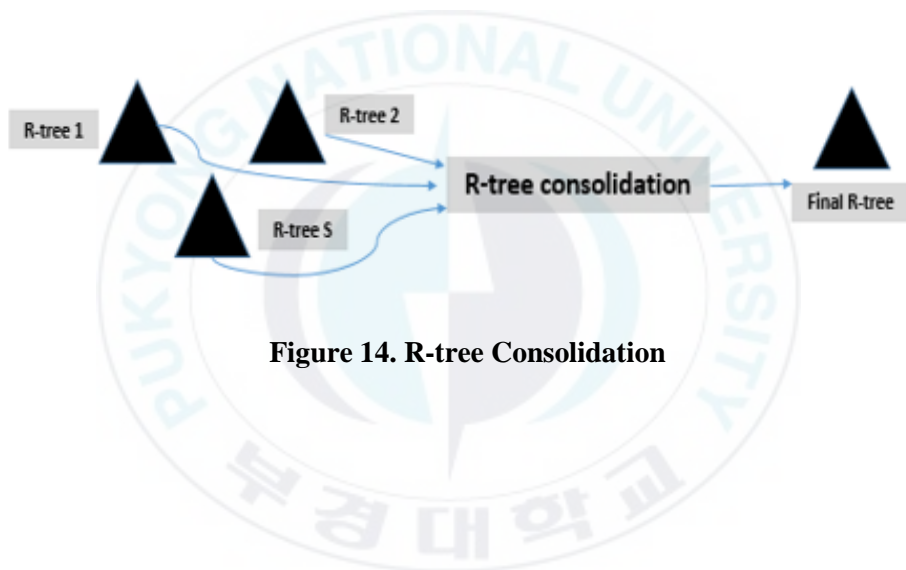 PUKYONG NATIONAL UNIVERSITY
R-tree 1
R-tree 2
R-tree S
R-tree consolidation
Final R-tree
Figure 14. R-tree Consolidation
부경대학교